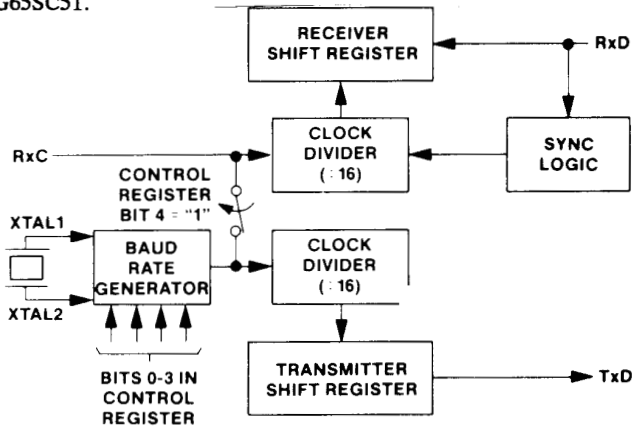 G65SC51.
RECEIVER
SHIFT REGISTER
RxD
RxC
CLOCK
DIVIDER
(÷16)
SYNC
LOGIC
CONTROL
REGISTER
BIT 4 = "1"
XTAL1
BAUD
RATE
GENERATOR
CLOCK
DIVIDER
(÷16)
XTAL2
BITS 0-3 IN
CONTROL
REGISTER
TRANSMITTER
SHIFT REGISTER
TxD